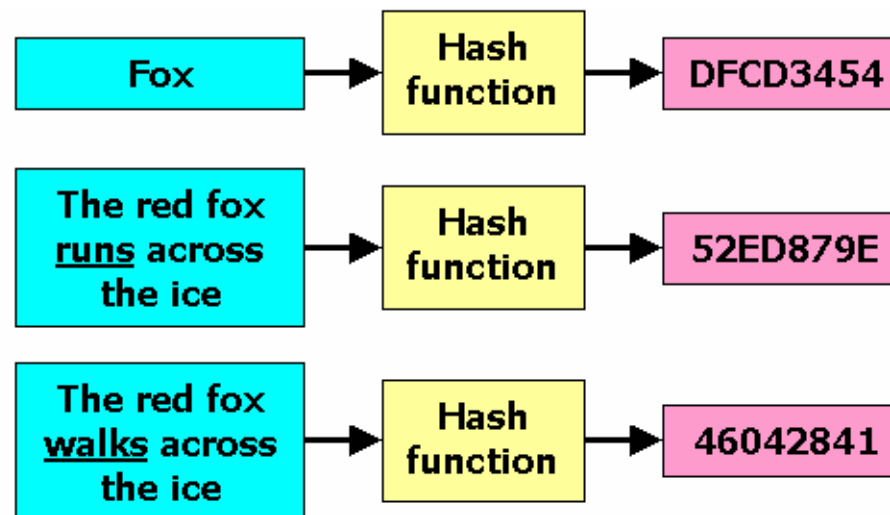 Fox
Hash
function
DFCD3454
The red fox
runs across
the ice
Hash
function
52ED879E
The red fox
walks across
the ice
Hash
function
46042841